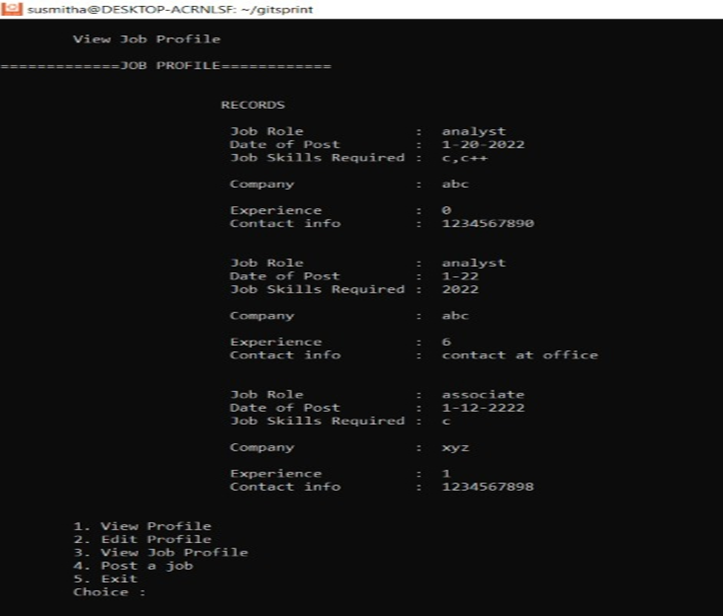 susmitha@DESKTOP-ACRNLSF: ~/gitsprint
View Job Profile
=============JOB PROFILE============
RECORDS
Job Role : analyst
Date of Post : 1-20-2022
Job Skills Required : c,c++
Company : abc
Experience : 0
Contact info : 1234567890
Job Role : analyst
Date of Post : 1-22
Job Skills Required : 2022
Company : abc
Experience : 6
Contact info : contact at office
Job Role : associate
Date of Post : 1-12-2222
Job Skills Required : c
Company : xyz
Experience : 1
Contact info : 1234567898
1. View Profile
2. Edit Profile
3. View Job Profile
4. Post a job
5. Exit
Choice :